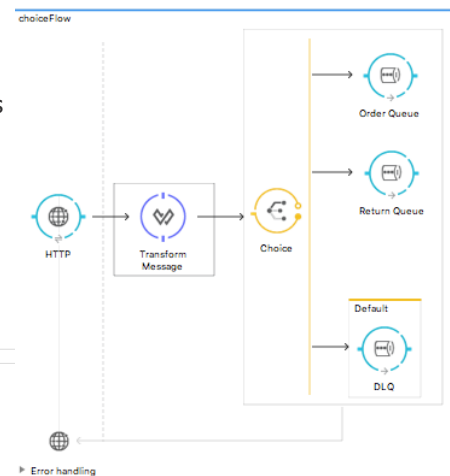 choiceFlow
s
Order Queue
Return Queue
HTTP
Transform
Message
Choice
Default
DLQ
Error handling